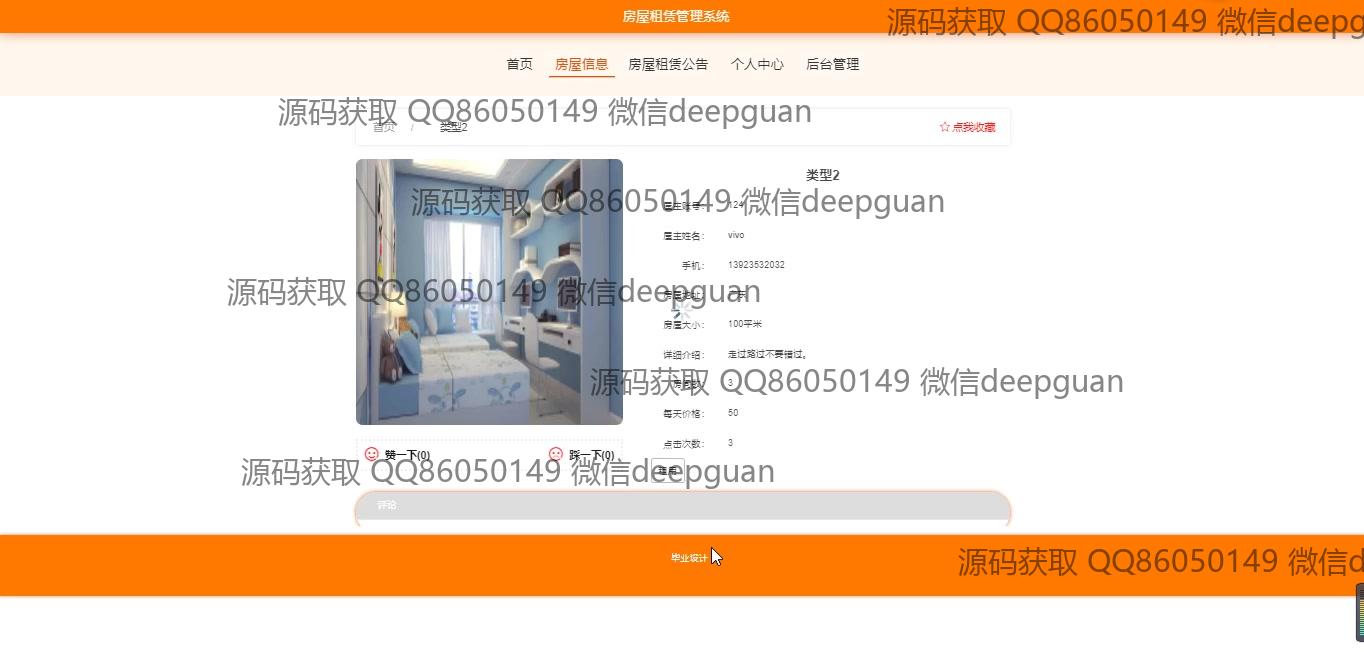 房屋租赁管理系统
源码获取 QQ86050149 微信deepg
首页 房屋信息 房屋租赁公告 个人中心 后台管理
源码获取 QQ86050149 微信deepguan
首页 / 类型2 ☆ 点我收藏
类型2
源码获取 QQ86050149 微信deepguan
屋主账号: 124
屋主姓名: vivo
手机: 13923532032
源码获取 QQ86050149 微信deepguan
房屋地址:
房屋大小: 100平米
详细介绍: 走过路过不要错过。
源码获取 QQ86050149 微信deepguan
房间数: 3
每天价格: 50
点击次数: 3
赞一下(0) 踩一下(0)
源码获取 QQ86050149 微信deepguan
评论
毕业设计
源码获取 QQ86050149 微信d